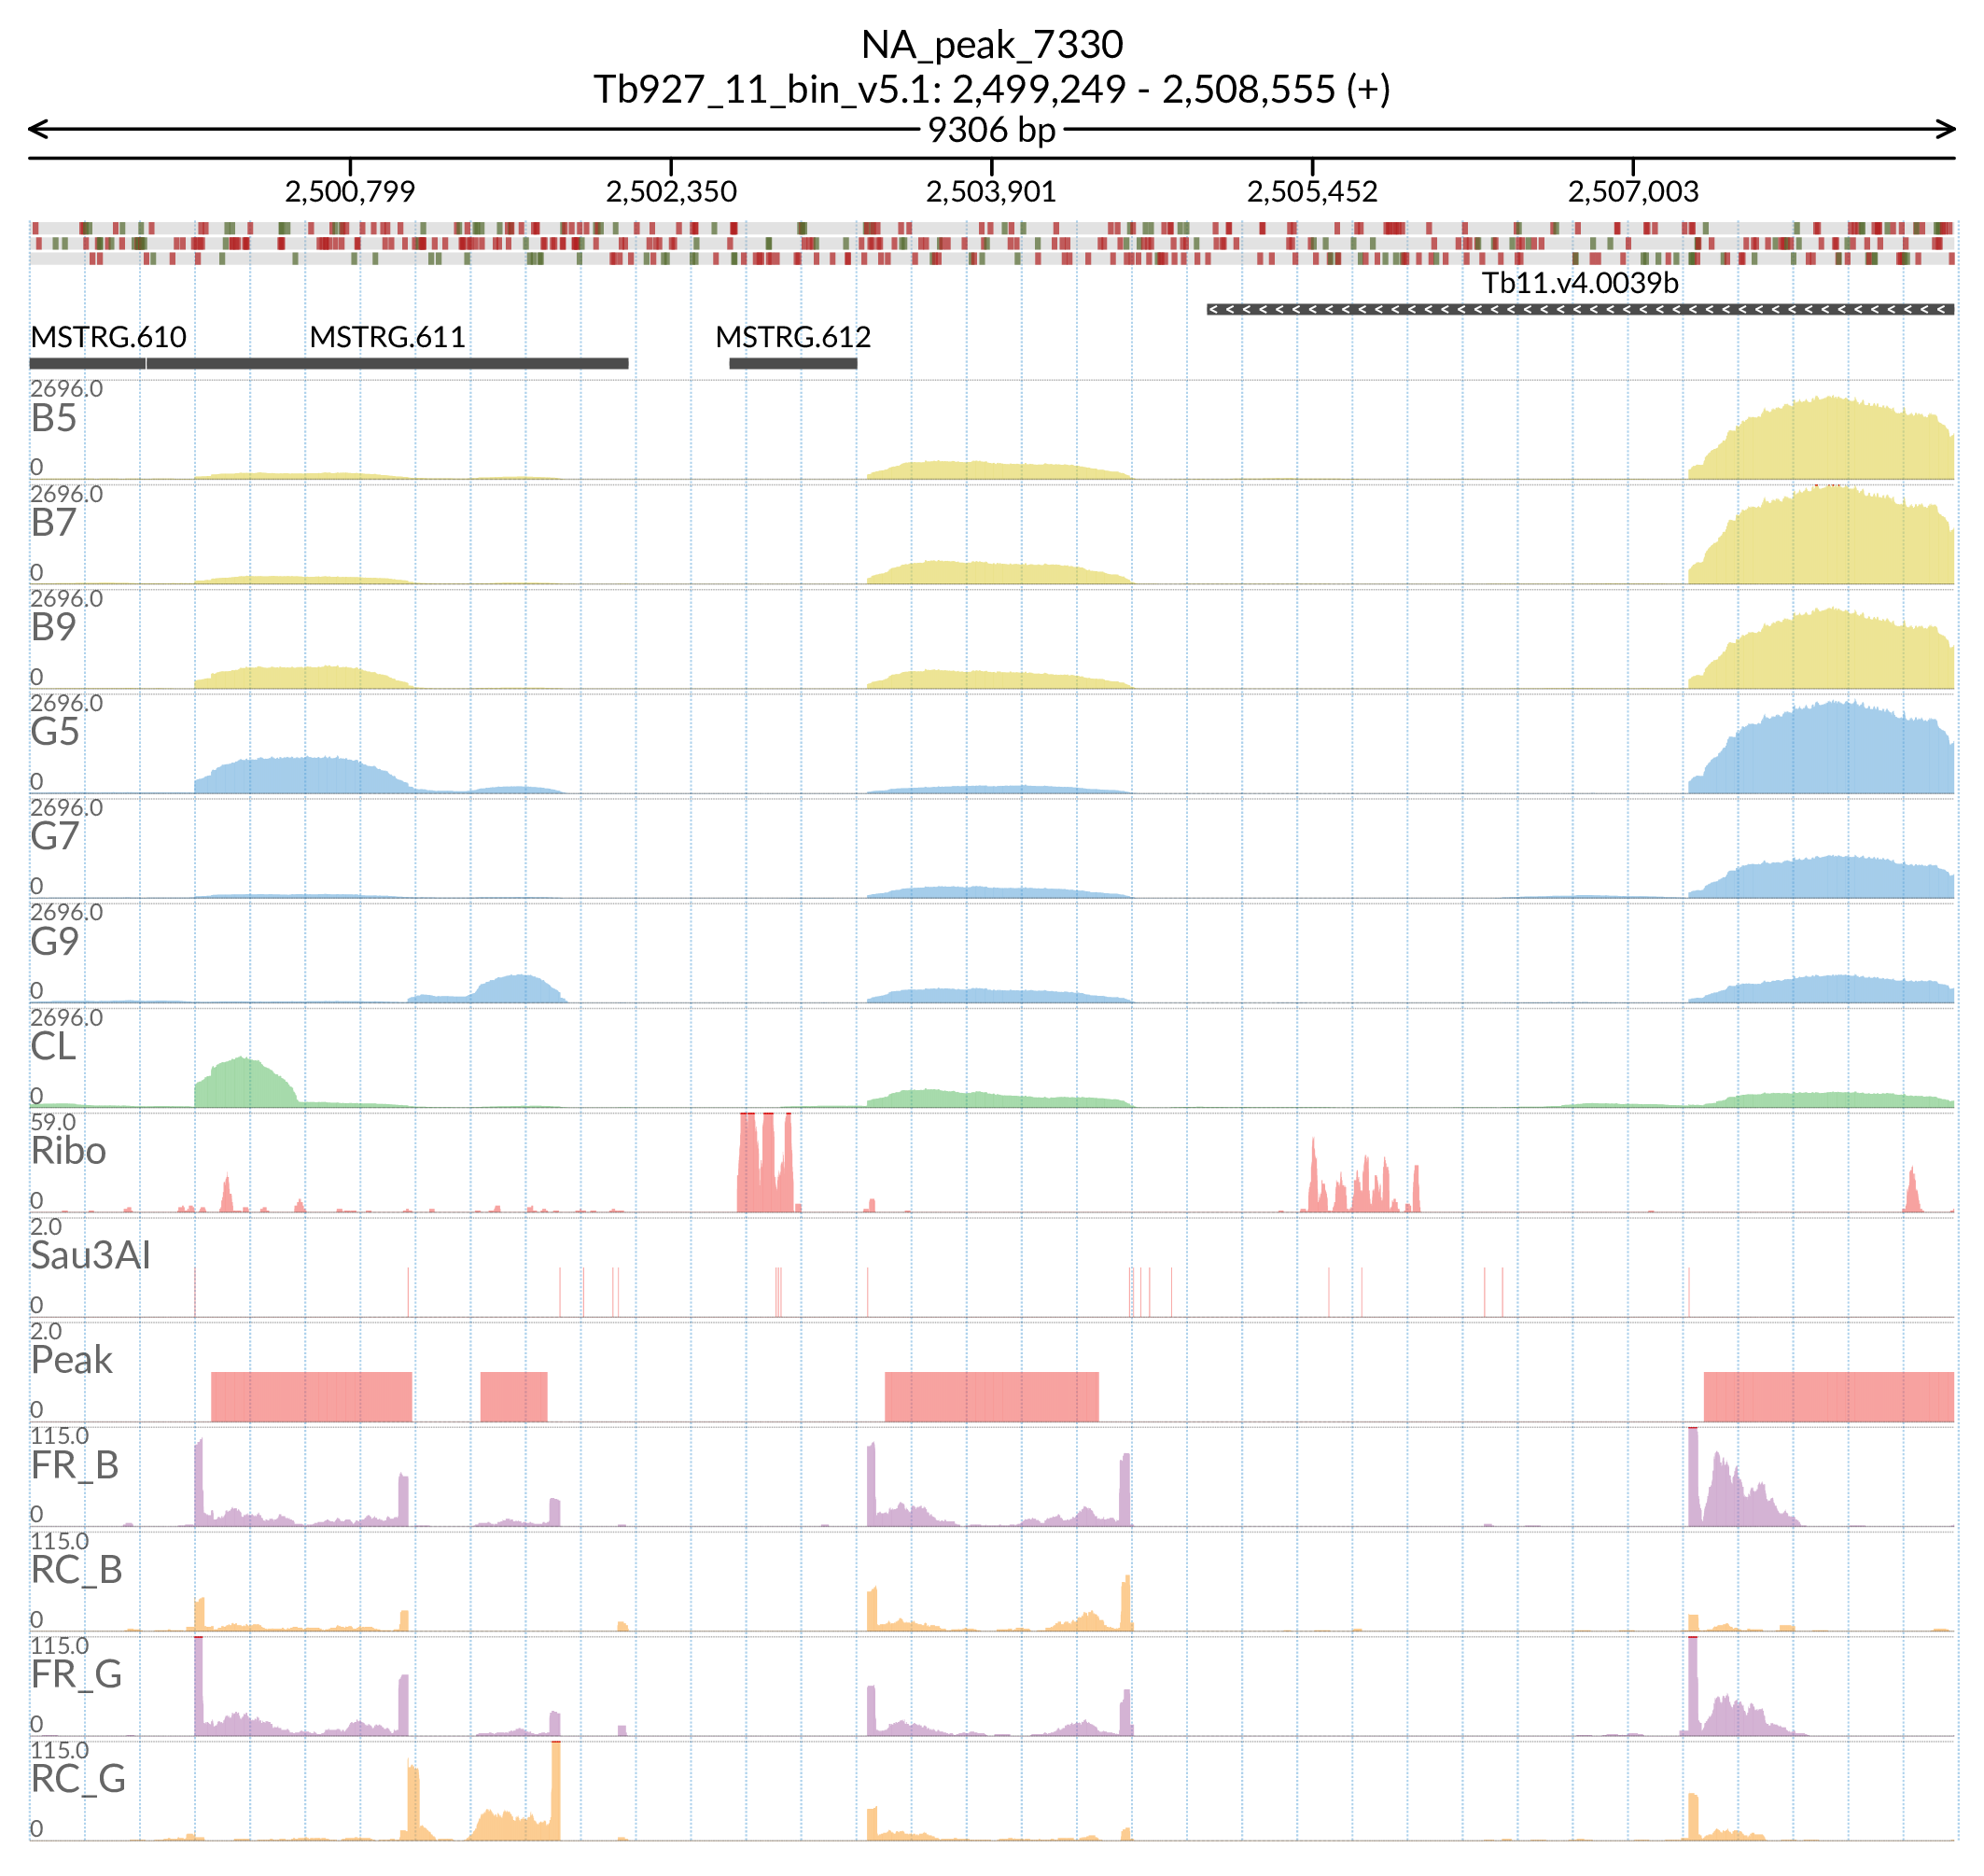 NA_peak_7330
Tb927_11_bin_v5.1: 2,499,249 - 2,508,555 (+)
9306 bp
2,500,799 2,502,350 2,503,901 2,505,452 2,507,003
Tb11.v4.0039b
MSTRG.610 MSTRG.611 MSTRG.612
2696.0
B5
0
2696.0
B7
0
2696.0
B9
0
2696.0
G5
0
2696.0
G7
0
2696.0
G9
0
2696.0
CL
0
59.0
Ribo
0
2.0
Sau3AI
0
2.0
Peak
0
115.0
FR_B
0
115.0
RC_B
0
115.0
FR_G
0
115.0
RC_G
0